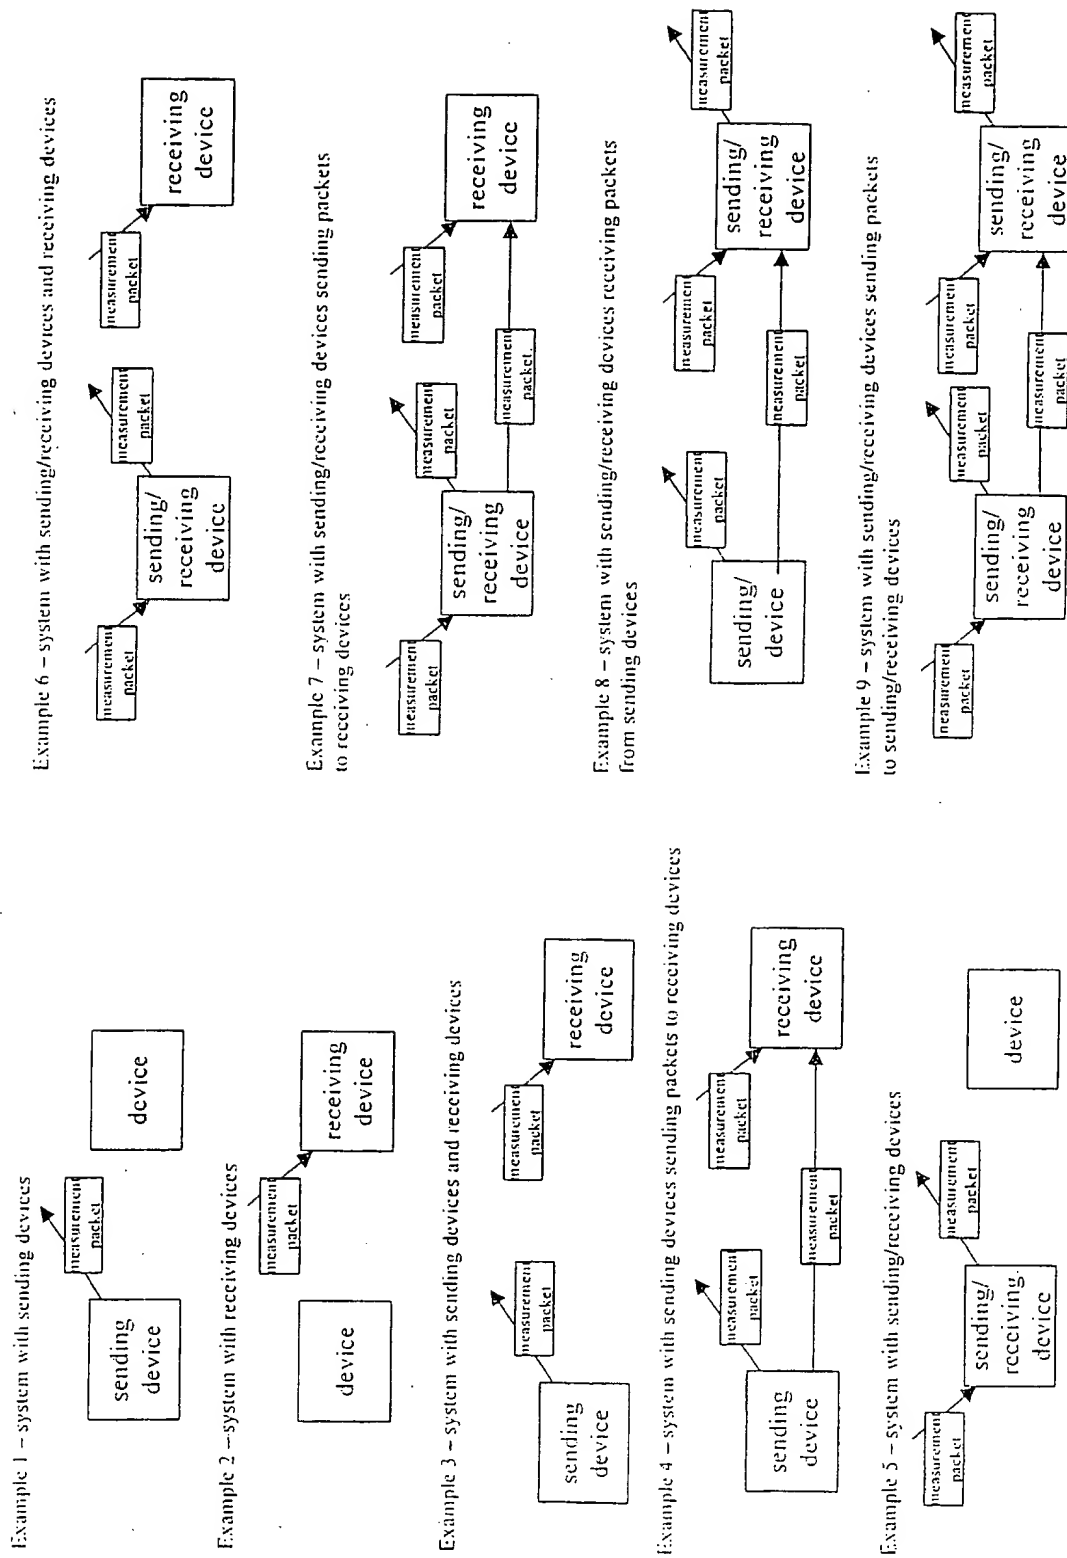 Example 1 – system with sending devices
sending
device
measurement
packet
device
Example 2 –system with receiving devices
device
measurement
packet
receiving
device
Example 3 – system with sending devices and receiving devices
sending
device
measurement
packet
measurement
packet
receiving
device
Example 4 – system with sending devices sending packets to receiving devices
sending
device
measurement
packet
measurement
packet
measurement
packet
receiving
device
Example 5 – system with sending/receiving devices
measurement
packet
sending/
receiving
device
measurement
packet
device
Example 6 – system with sending/receiving devices and receiving devices
measurement
packet
sending/
receiving
device
measurement
packet
measurement
packet
receiving
device
Example 7 – system with sending/receiving devices sending packets
to receiving devices
measurement
packet
sending/
receiving
device
measurement
packet
measurement
packet
measurement
packet
receiving
device
Example 8 – system with sending/receiving devices receiving packets
from sending devices
sending/
device
measurement
packet
measurement
packet
measurement
packet
sending/
receiving
device
measurement
packet
Example 9 – system with sending/receiving devices sending packets
to sending/receiving devices
measurement
packet
sending/
receiving
device
measurement
packet
measurement
packet
measurement
packet
sending/
receiving
device
measurement
packet